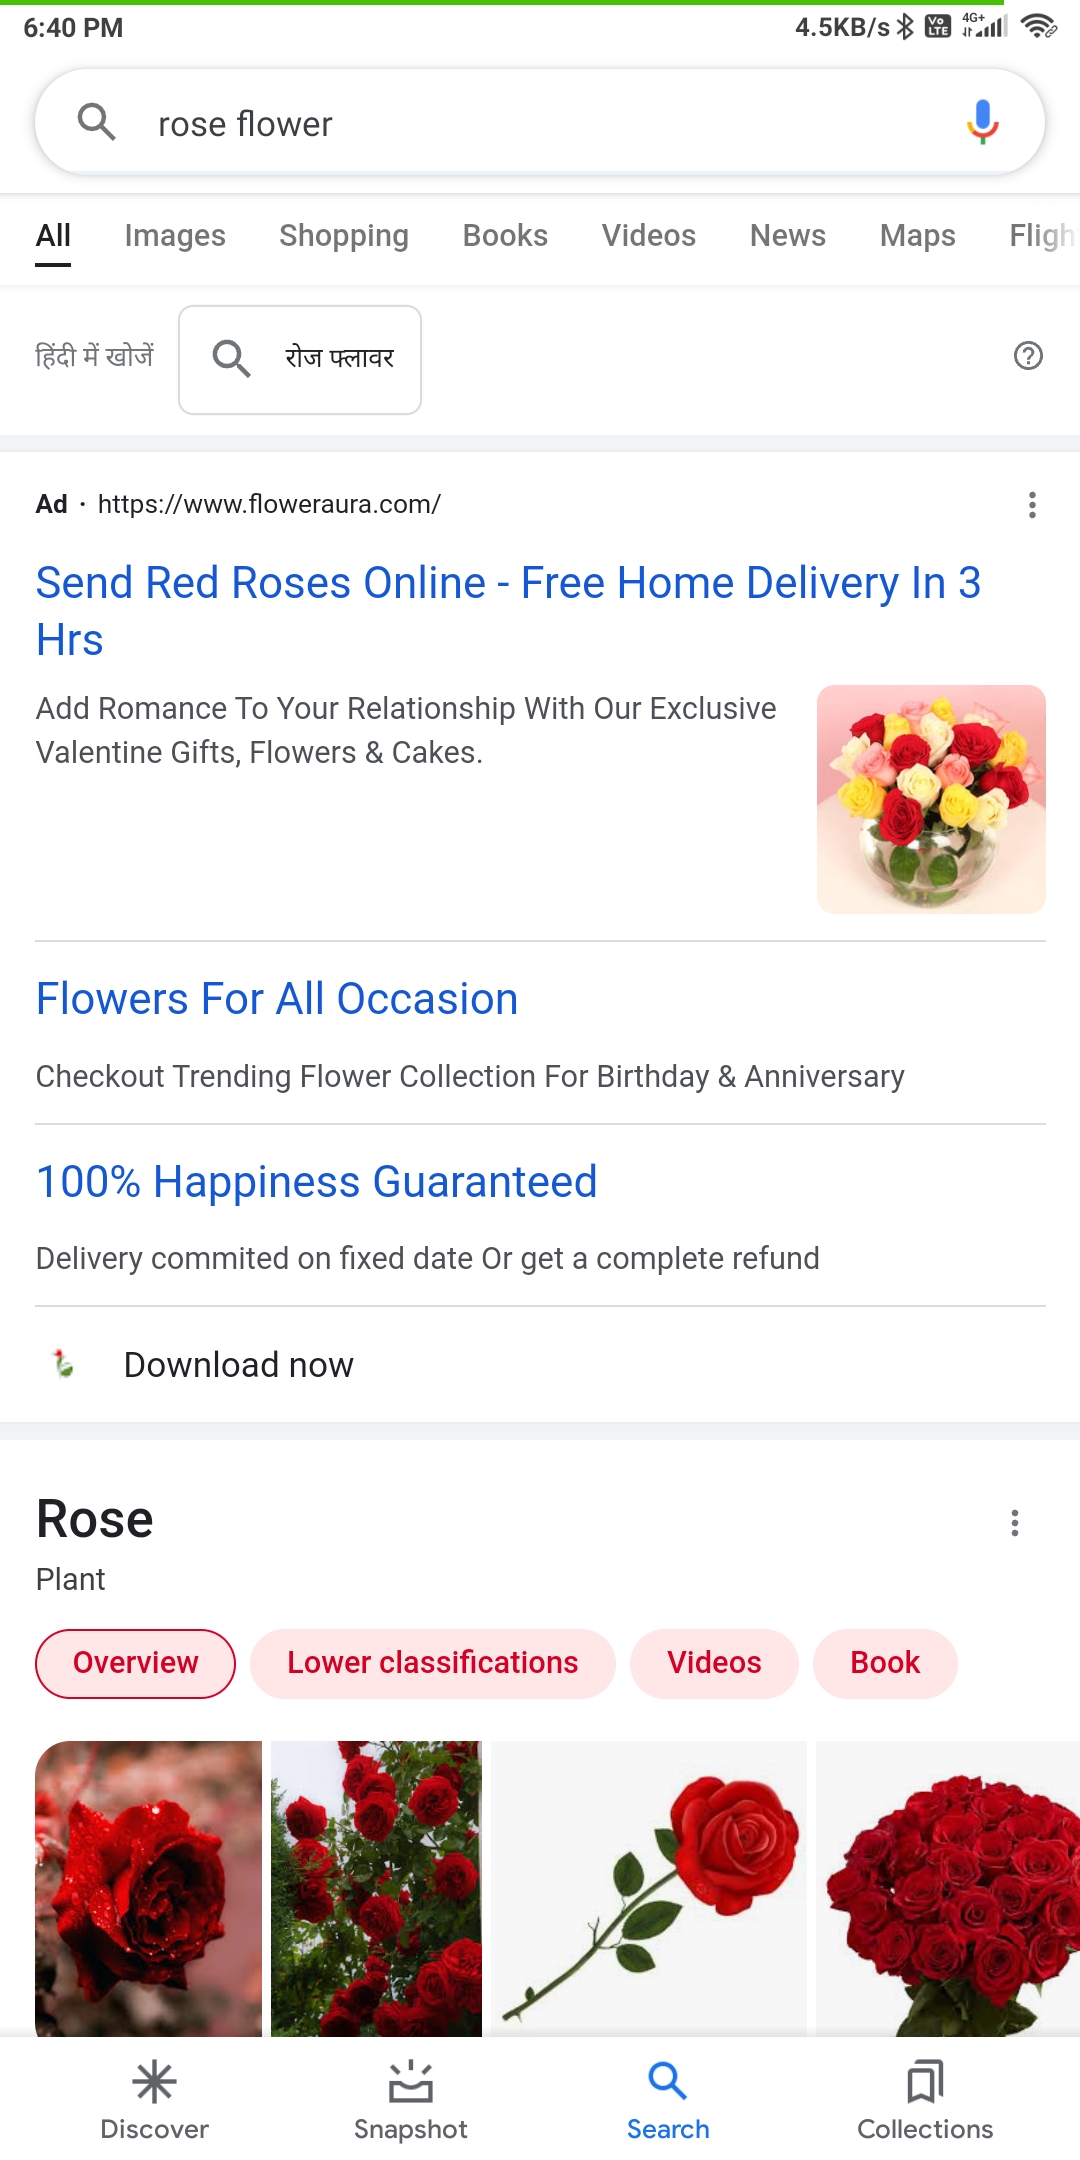 6:40 PM
4.5KB/s Vo LTE 4G+
rose flower
All Images Shopping Books Videos News Maps Fligh
हिंदी में खोजें रोज फ्लावर
Ad · https://www.floweraura.com/
Send Red Roses Online - Free Home Delivery In 3
Hrs
Add Romance To Your Relationship With Our Exclusive
Valentine Gifts, Flowers & Cakes.
Flowers For All Occasion
Checkout Trending Flower Collection For Birthday & Anniversary
100% Happiness Guaranteed
Delivery commited on fixed date Or get a complete refund
Download now
Rose
Plant
Overview Lower classifications Videos Book
Discover Snapshot Search Collections